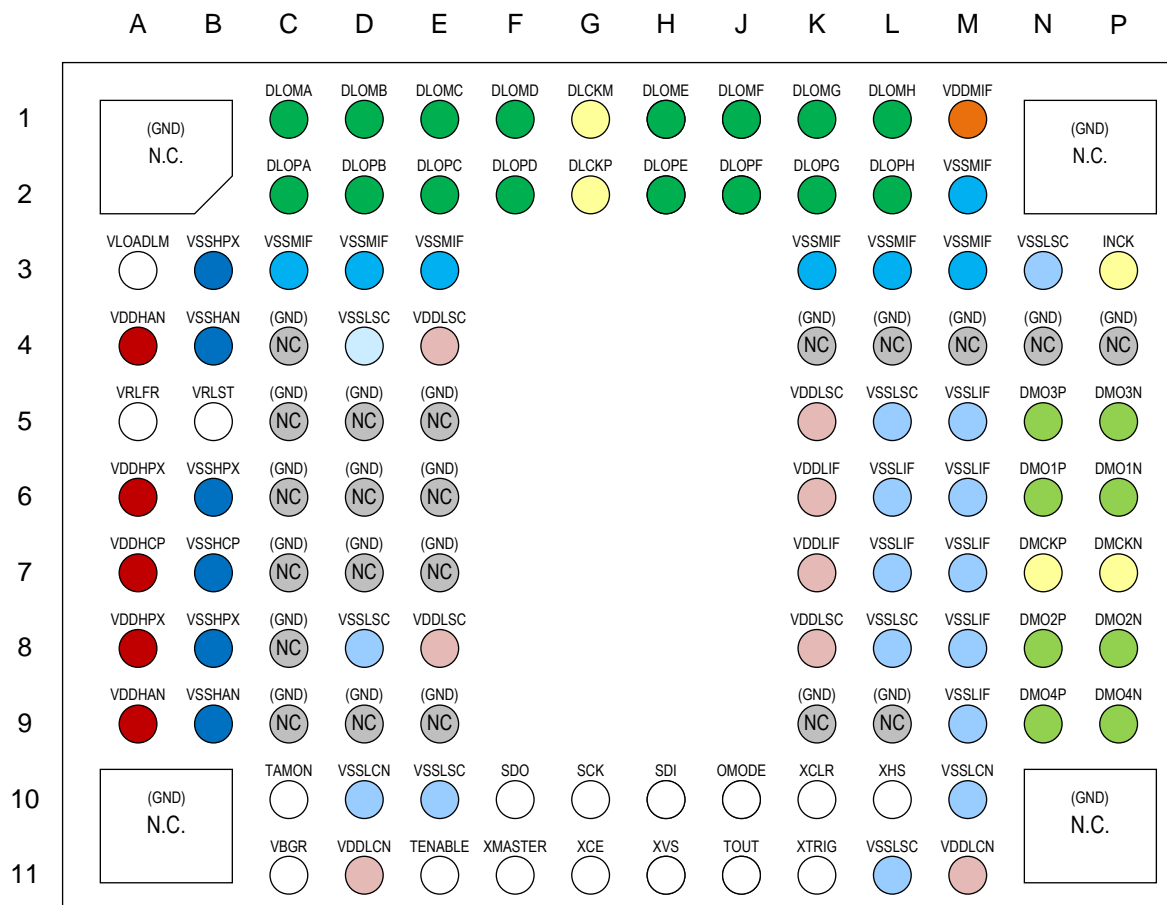 A B C D E F G H J K L M N P
DLOMA DLOMB DLOMC DLOMD DLCKM DLOME DLOMF DLOMG DLOMH VDDMIF
1 (GND) (GND)
N.C. N.C.
DLOPA DLOPB DLOPC DLOPD DLCKP DLOPE DLOPF DLOPG DLOPH VSSMIF
2
VLOADLM VSSHPX VSSMIF VSSMIF VSSMIF VSSMIF VSSMIF VSSMIF VSSLSC INCK
3
VDDHAN VSSHAN (GND) VSSLSC VDDLSC (GND) (GND) (GND) (GND) (GND)
4 NC NC NC NC NC NC
VRLFR VRLST (GND) (GND) (GND) VDDLSC VSSLSC VSSLIF DMO3P DMO3N
5 NC NC NC
VDDHPX VSSHPX (GND) (GND) (GND) VDDLIF VSSLIF VSSLIF DMO1P DMO1N
6 NC NC NC
VDDHCP VSSHCP (GND) (GND) (GND) VDDLIF VSSLIF VSSLIF DMCKP DMCKN
7 NC NC NC
VDDHPX VSSHPX (GND) VSSLSC VDDLSC VDDLSC VSSLSC VSSLIF DMO2P DMO2N
8 NC
VDDHAN VSSHAN (GND) (GND) (GND) (GND) (GND) VSSLIF DMO4P DMO4N
9 NC NC NC NC NC
TAMON VSSLCN VSSLSC SDO SCK SDI OMODE XCLR XHS VSSLCN
10 (GND) (GND)
N.C. N.C.
VBGR VDDLCN TENABLE XMASTER XCE XVS TOUT XTRIG VSSLSC VDDLCN
11